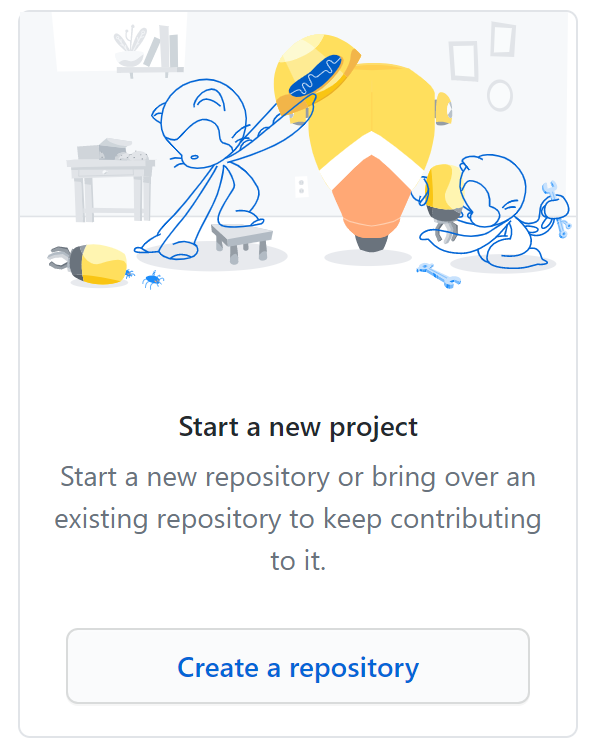 Start a new project
Start a new repository or bring over an
existing repository to keep contributing
to it.
Create a repository